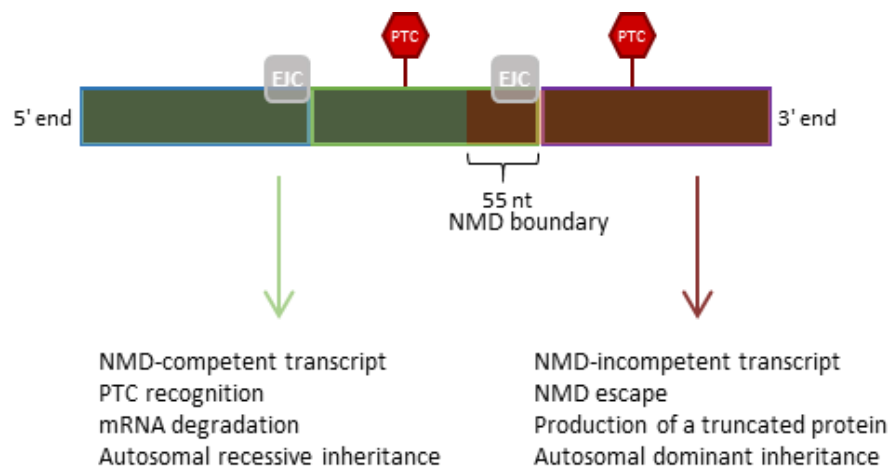 PTC
PTC
EJC
EJC
5' end
3' end
55 nt
NMD boundary
NMD-competent transcript
PTC recognition
mRNA degradation
Autosomal recessive inheritance
NMD-incompetent transcript
NMD escape
Production of a truncated protein
Autosomal dominant inheritance